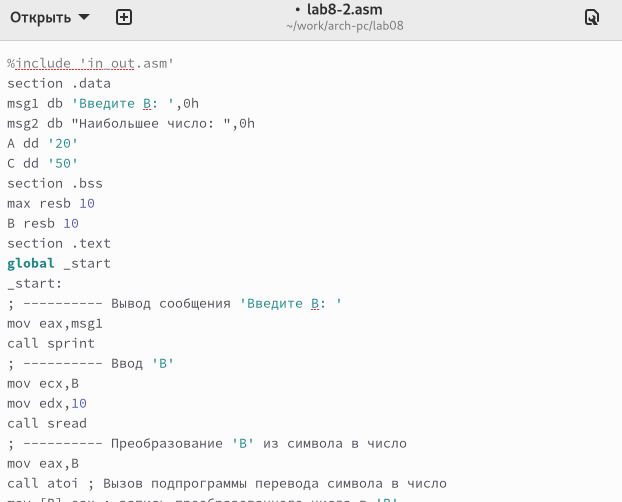 Открыть
• lab8-2.asm
~/work/arch-pc/lab08
%include 'in_out.asm'
section .data
msg1 db 'Введите B: ',0h
msg2 db "Наибольшее число: ",0h
A dd '20'
C dd '50'
section .bss
max resb 10
B resb 10
section .text
global _start
_start:
; ---------- Вывод сообщения 'Введите B: '
mov eax,msg1
call sprint
; ---------- Ввод 'B'
mov ecx,B
mov edx,10
call sread
; ---------- Преобразование 'B' из символа в число
mov eax,B
call atoi ; Вызов подпрограммы перевода символа в число